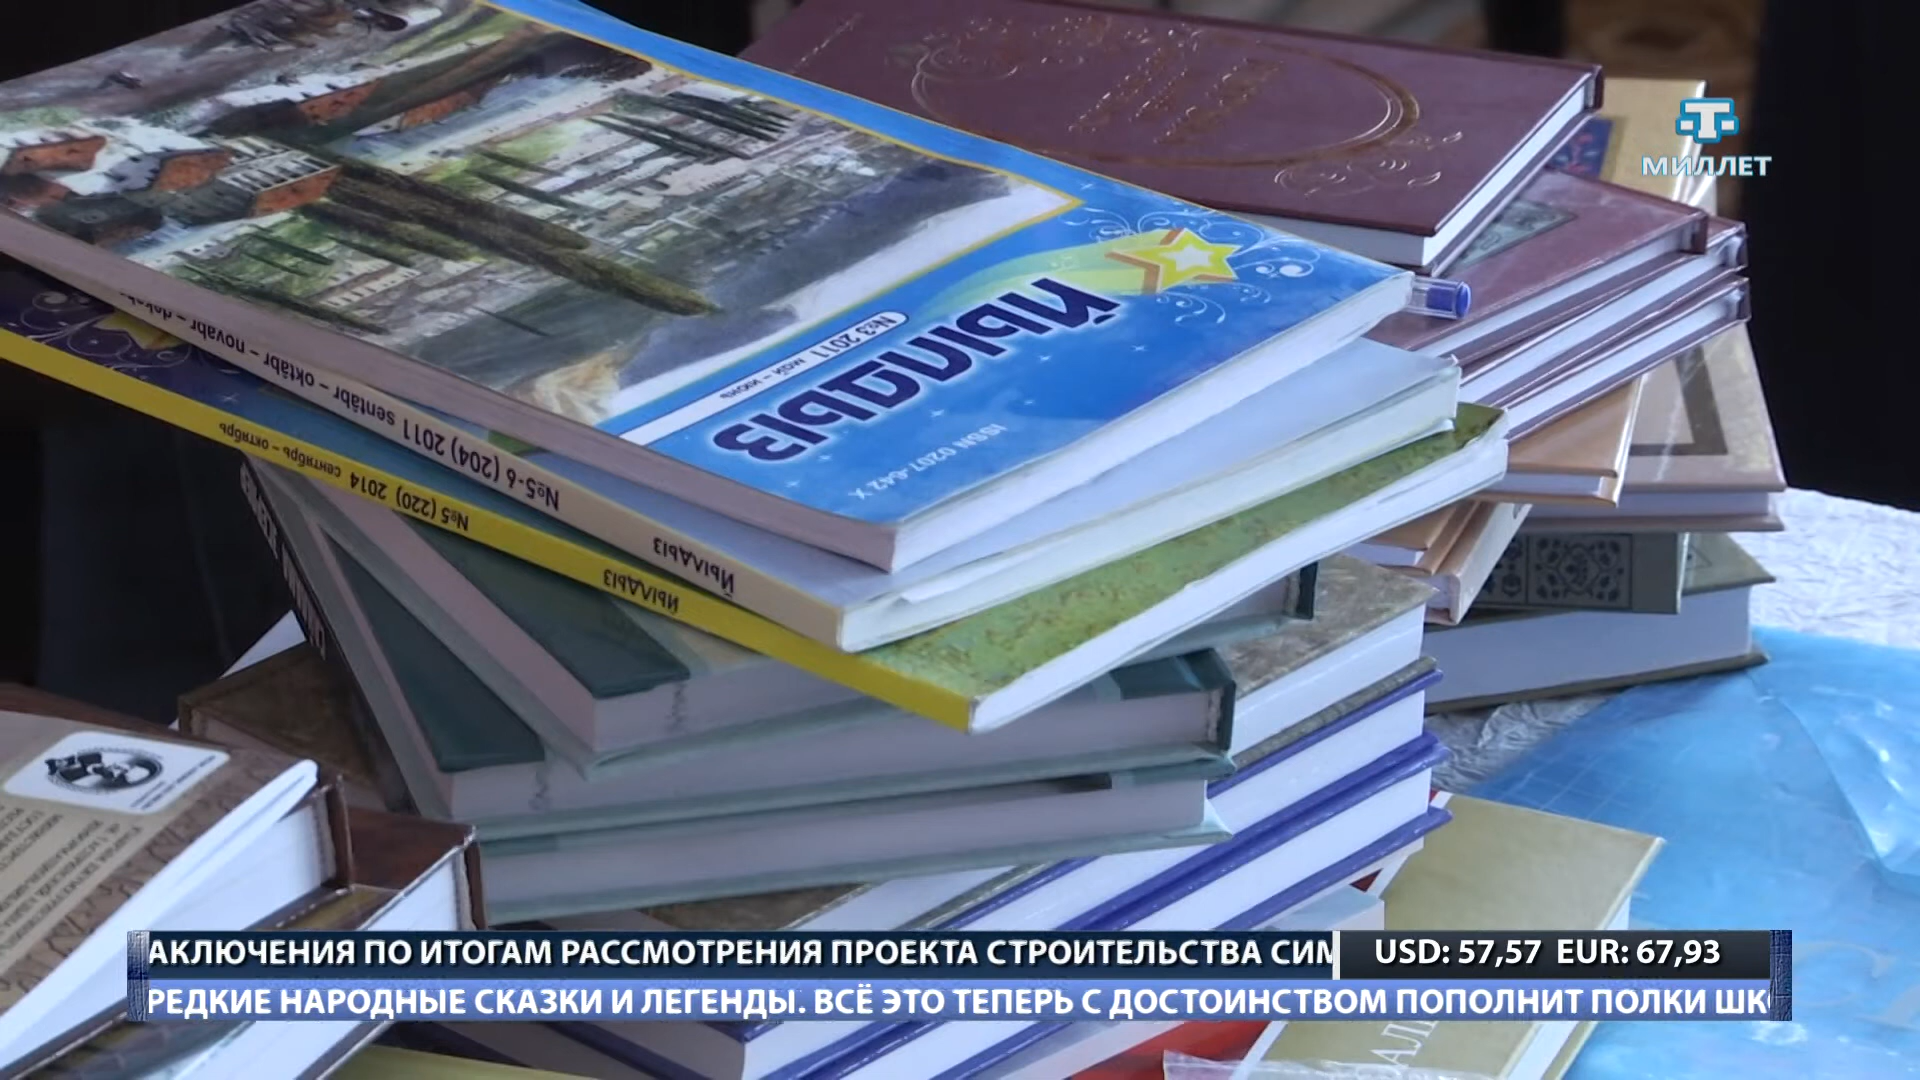 МИЛЛЕТ
ЙЫЛДЫЗ
№3 2011 май – июнь
ISSN 0207-642 X
ЙЫЛДЫЗ №5-6 (204) 2011 sentâbr – oktâbr – novabr – dekabr
ЙЫЛДЫЗ №5 (220) 2014 сентябрь – октябрь
АКЛЮЧЕНИЯ ПО ИТОГАМ РАССМОТРЕНИЯ ПРОЕКТА СТРОИТЕЛЬСТВА СИМ
USD: 57,57 EUR: 67,93
РЕДКИЕ НАРОДНЫЕ СКАЗКИ И ЛЕГЕНДЫ. ВСЁ ЭТО ТЕПЕРЬ С ДОСТОИНСТВОМ ПОПОЛНИТ ПОЛКИ ШК